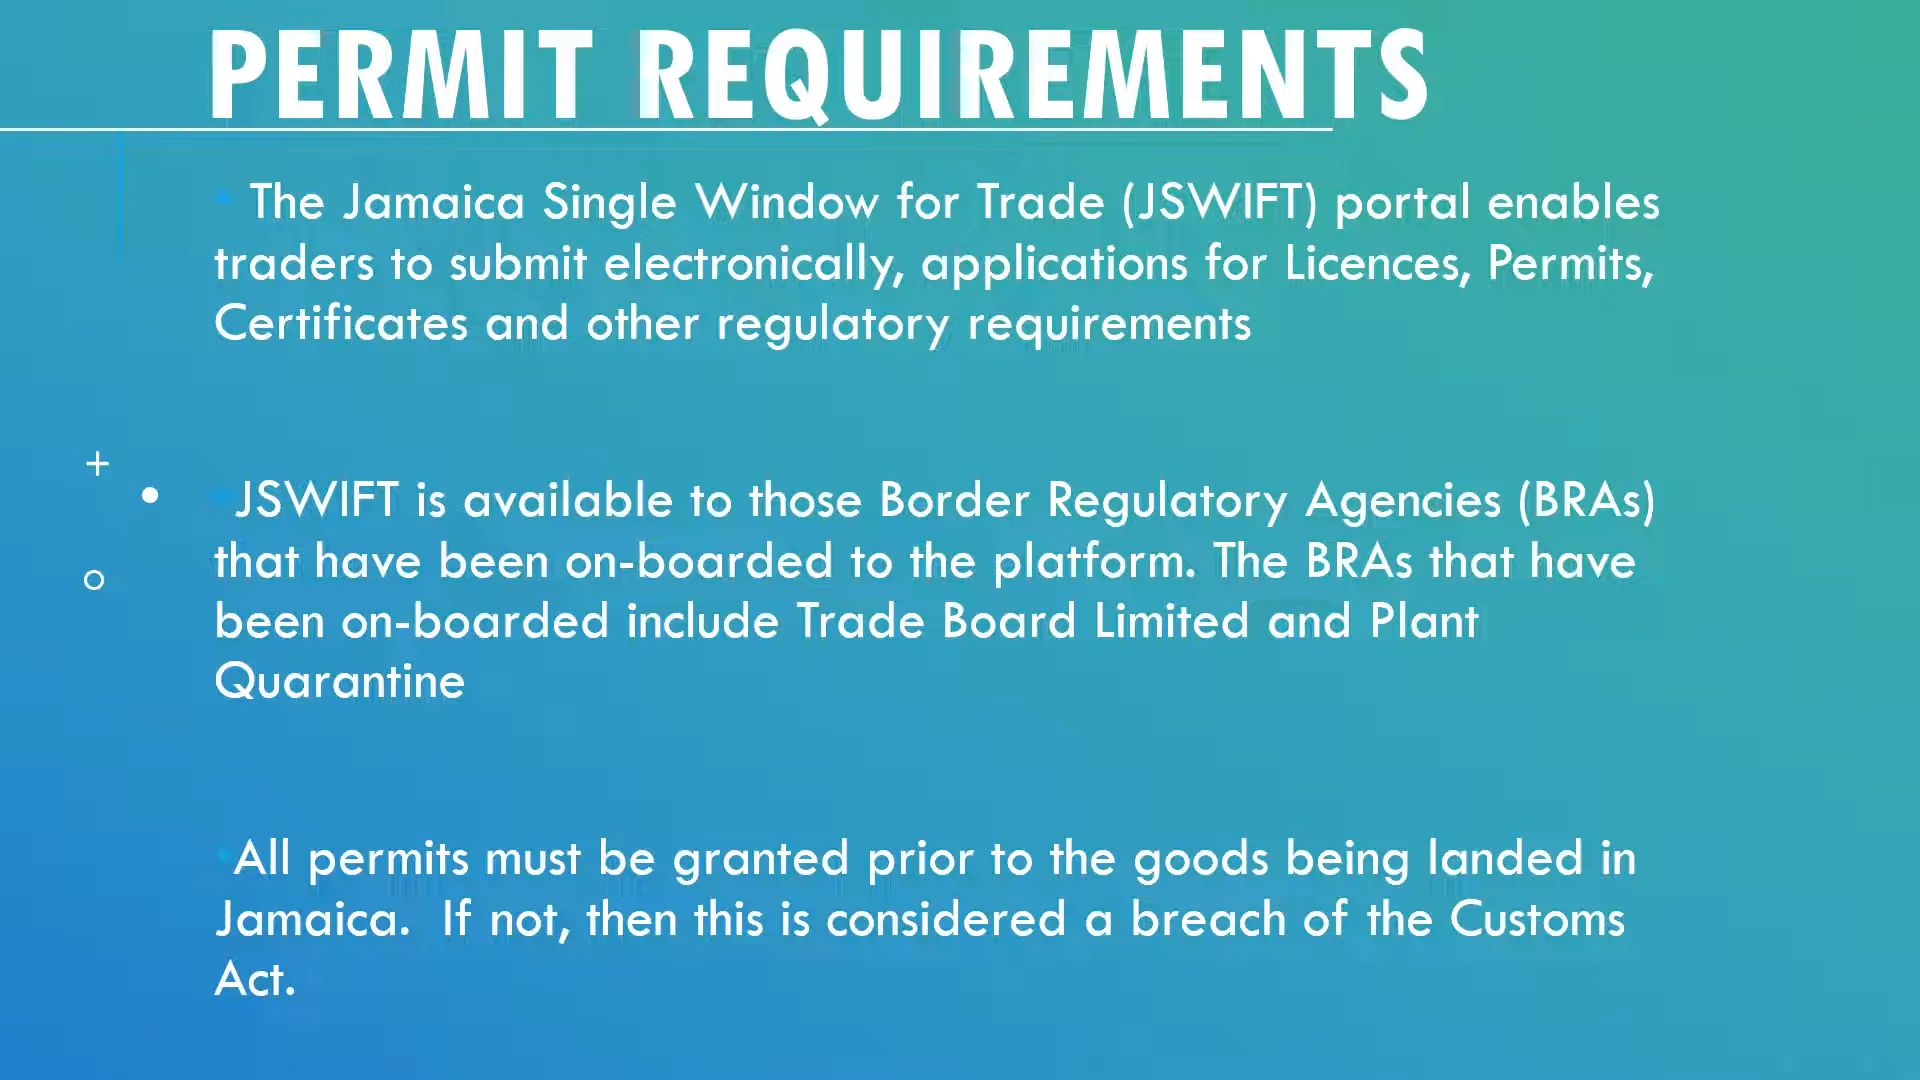 PERMIT REQUIREMENTS
• The Jamaica Single Window for Trade (JSWIFT) portal enables
traders to submit electronically, applications for Licences, Permits,
Certificates and other regulatory requirements
•JSWIFT is available to those Border Regulatory Agencies (BRAs)
that have been on-boarded to the platform. The BRAs that have
been on-boarded include Trade Board Limited and Plant
Quarantine
•All permits must be granted prior to the goods being landed in
Jamaica.  If not, then this is considered a breach of the Customs
Act.